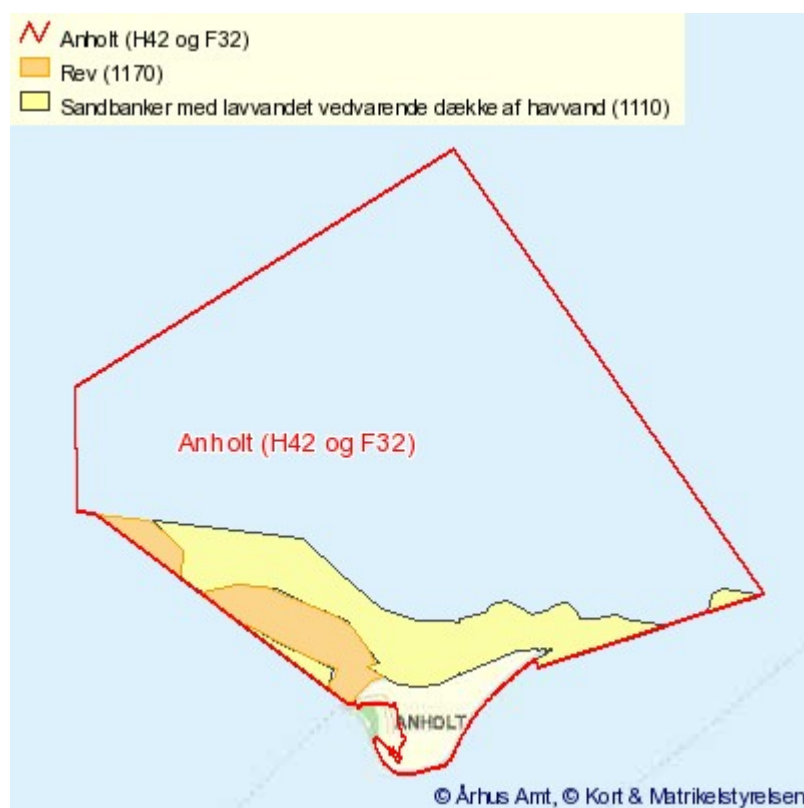 Anholt (H42 og F32)
Rev (1170)
Sandbanker med lavvandet vedvarende dække af havvand (1110)
Anholt (H42 og F32)
ANHOLT
© Århus Amt, © Kort & Matrikelstyrelsen